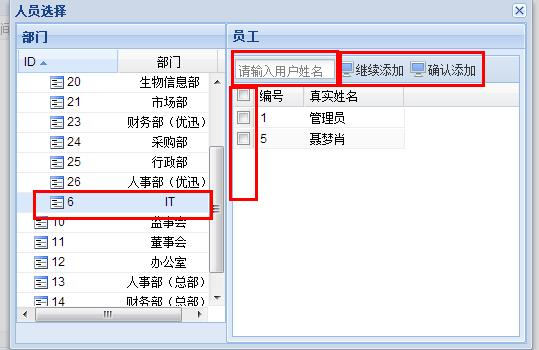 人员选择
部门
ID 部门
20 生物信息部
21 市场部
23 财务部（优迅）
24 采购部
25 行政部
26 人事部（优迅）
6 IT
10 监事会
11 董事会
12 办公室
13 人事部（总部）
14 财务部（总部）
员工
请输入用户姓名 继续添加 确认添加
编号 真实姓名
1 管理员
5 聂梦肖